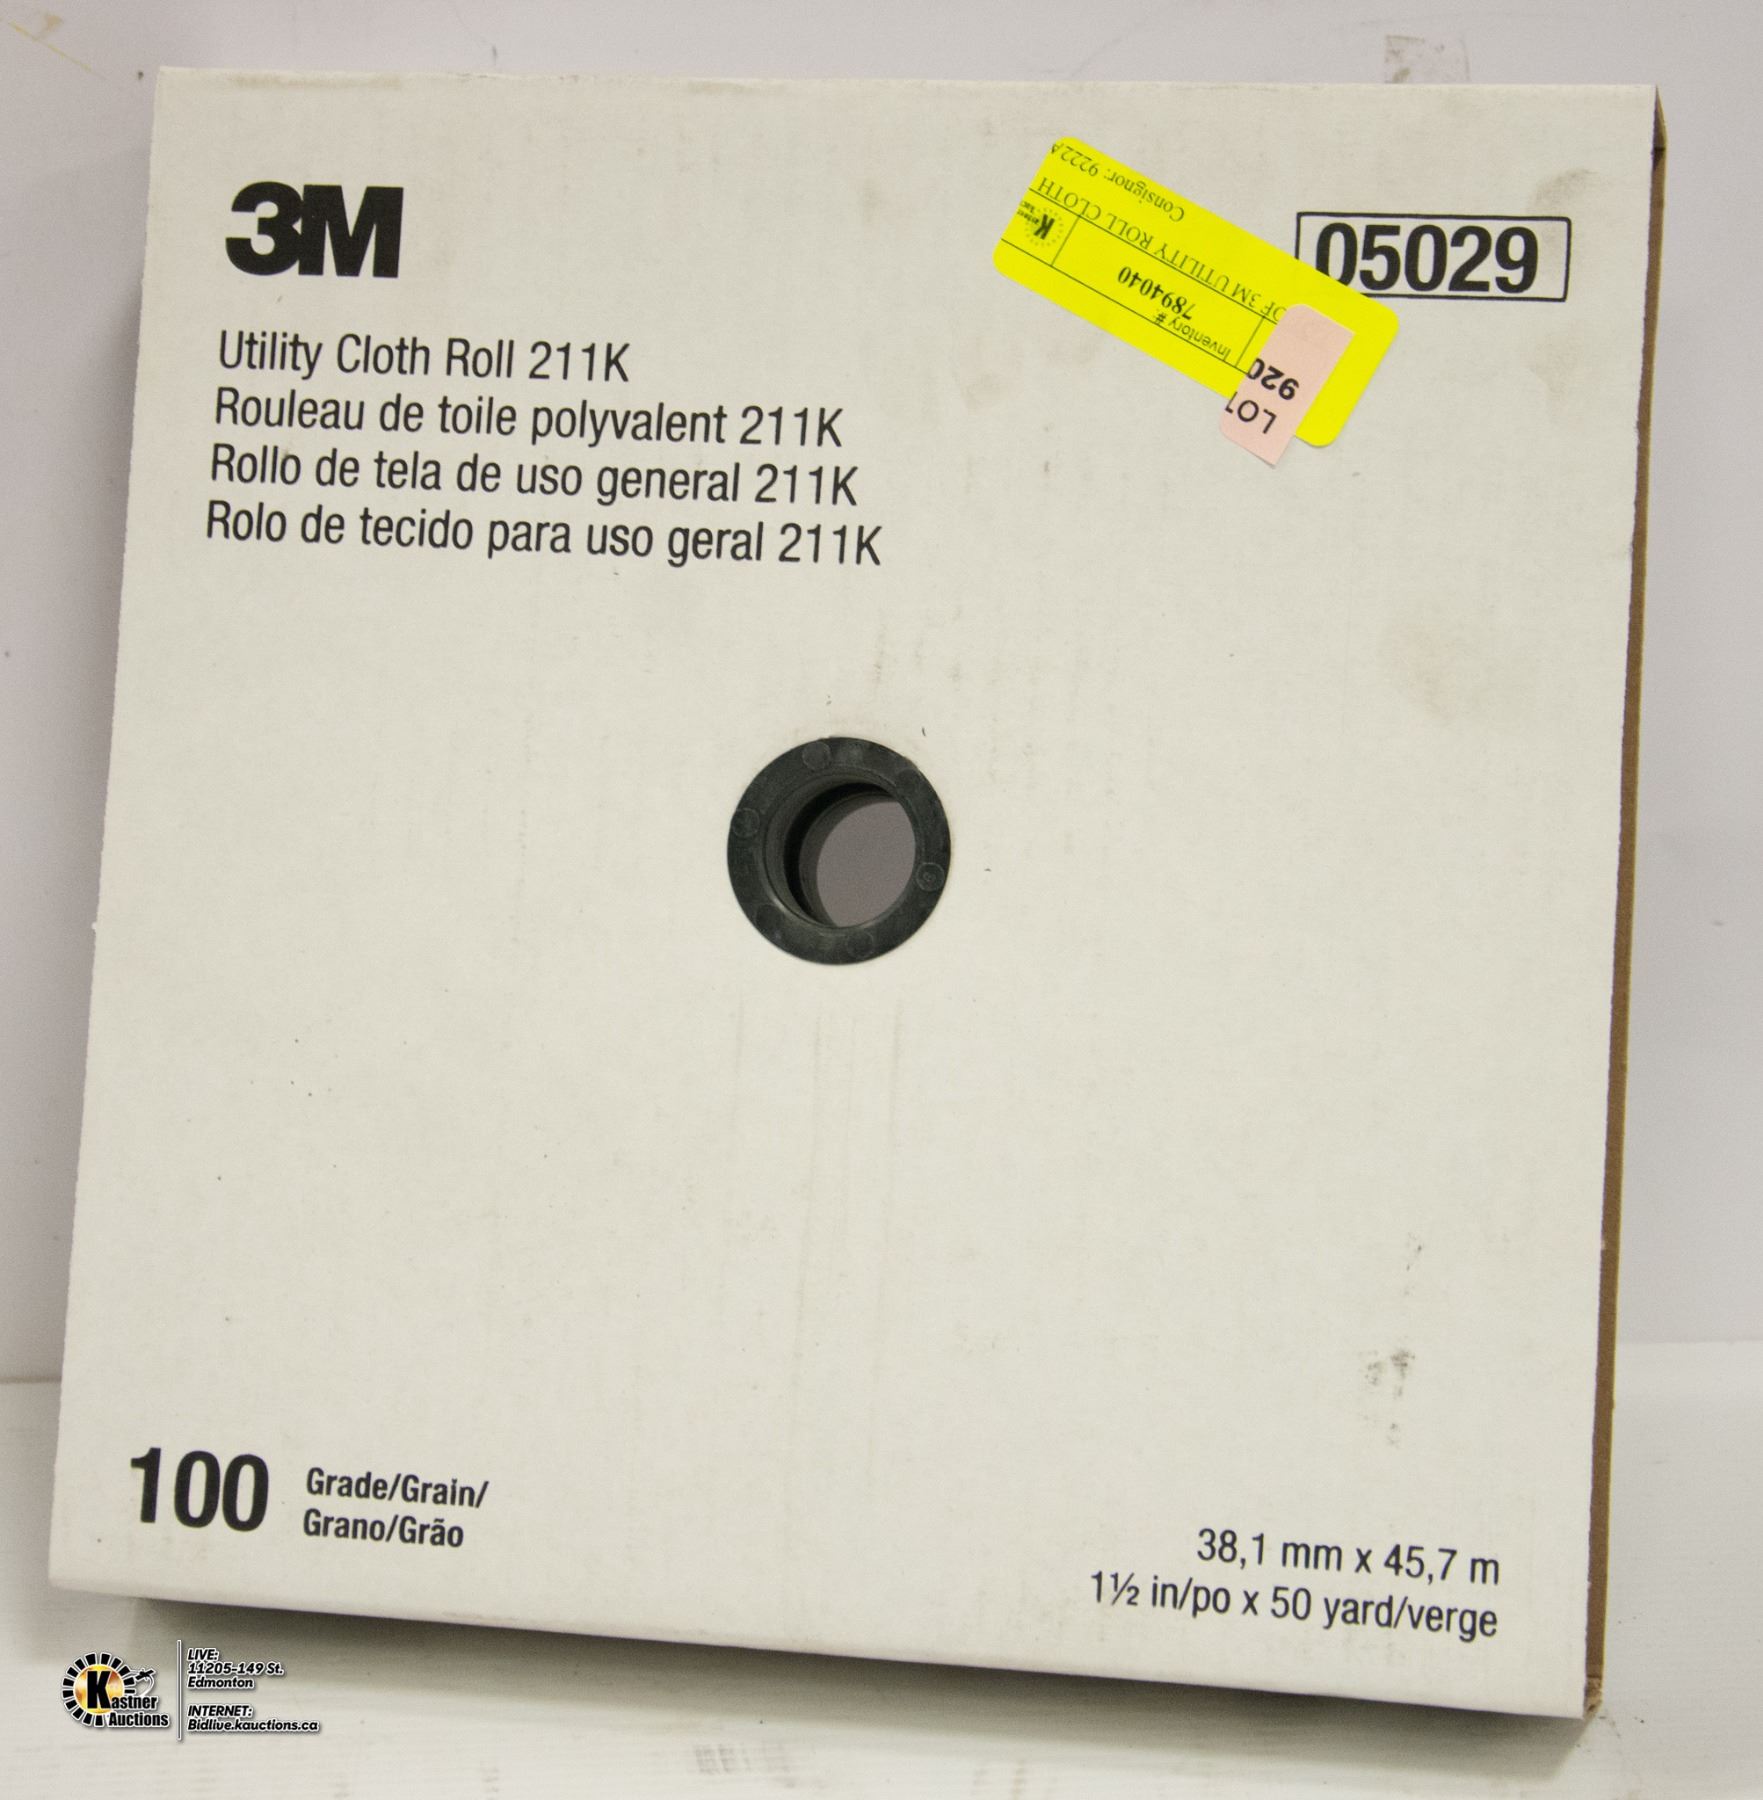 3M
05029
Utility Cloth Roll 211K
Rouleau de toile polyvalent 211K
Rollo de tela de uso general 211K
Rolo de tecido para uso geral 211K
Consignor: 9222A
OF 3M UTILITY ROLL CLOTH
Inventory #:
7894040
LOT
920
100
Grade/Grain/
Grano/Grão
38,1 mm x 45,7 m
1½ in/po x 50 yard/verge
Kastner
Auctions
LIVE:
11205-149 St.
Edmonton
INTERNET:
Bidlive.kauctions.ca